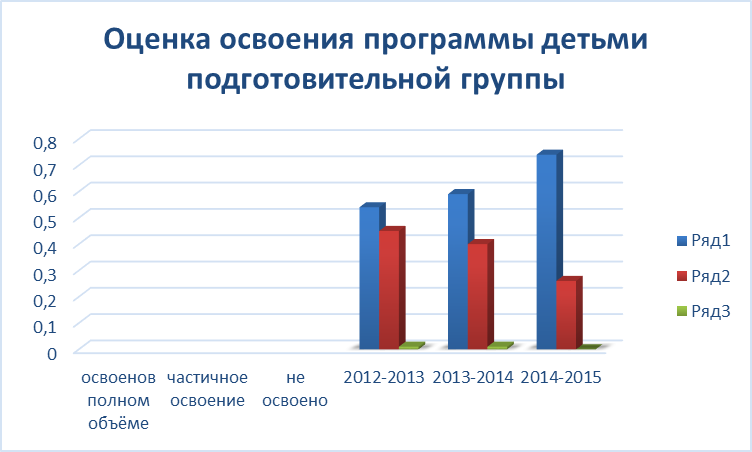 Оценка освоения программы детьми
подготовительной группы
0,8
0,7
0,6
0,5
0,4
0,3
0,2
0,1
0
освоенов полном объёме
частичное освоение
не освоено
2012-2013
2013-2014
2014-2015
Ряд1
Ряд2
Ряд3